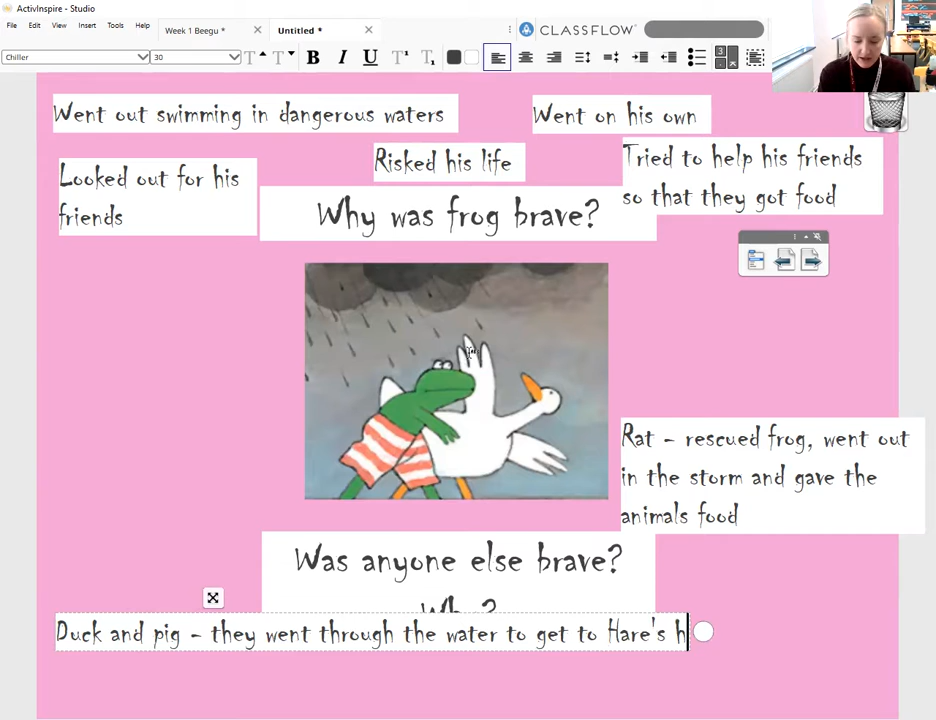 ActivInspire - Studio
File Edit View Insert Tools Help
Week 1 Beegu *
Untitled *
CLASSFLOW
Chiller 30
Went out swimming in dangerous waters
Went on his own
Risked his life
Tried to help his friends
so that they got food
Looked out for his
friends
Why was frog brave?
Rat - rescued frog, went out
in the storm and gave the
animals food
Was anyone else brave?
Why?
Duck and pig - they went through the water to get to Hare's h